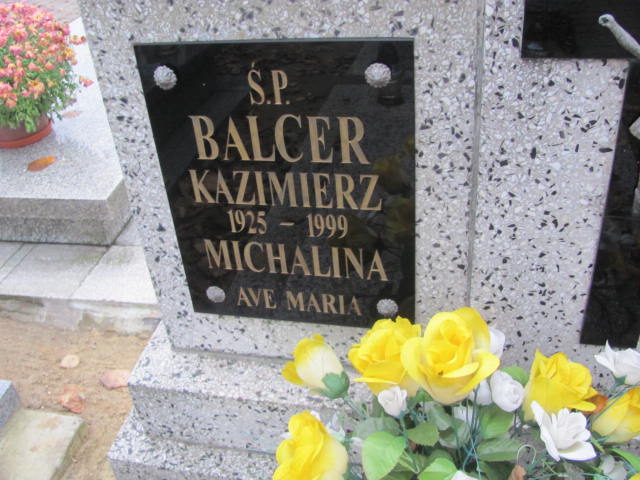 Ś.P.
BALCER
KAZIMIERZ
1925 - 1999
MICHALINA
AVE MARIA